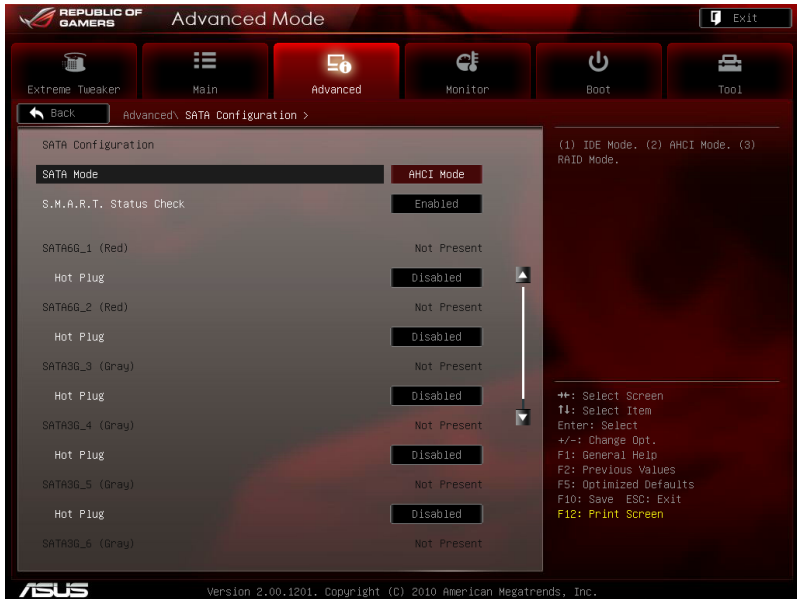 REPUBLIC OF
GAMERS
Advanced Mode
Exit
Extreme Tweaker
Main
Advanced
Monitor
Boot
Tool
Back
Advanced\ SATA Configuration >
SATA Configuration
SATA Mode AHCI Mode
S.M.A.R.T. Status Check Enabled
SATA6G_1 (Red) Not Present
Hot Plug Disabled
SATA6G_2 (Red) Not Present
Hot Plug Disabled
SATA3G_3 (Gray) Not Present
Hot Plug Disabled
SATA3G_4 (Gray) Not Present
Hot Plug Disabled
SATA3G_5 (Gray) Not Present
Hot Plug Disabled
SATA3G_6 (Gray) Not Present
(1) IDE Mode. (2) AHCI Mode. (3)
RAID Mode.
→←: Select Screen
↑↓: Select Item
Enter: Select
+/-: Change Opt.
F1: General Help
F2: Previous Values
F5: Optimized Defaults
F10: Save ESC: Exit
F12: Print Screen
ASUS
Version 2.00.1201. Copyright (C) 2010 American Megatrends, Inc.